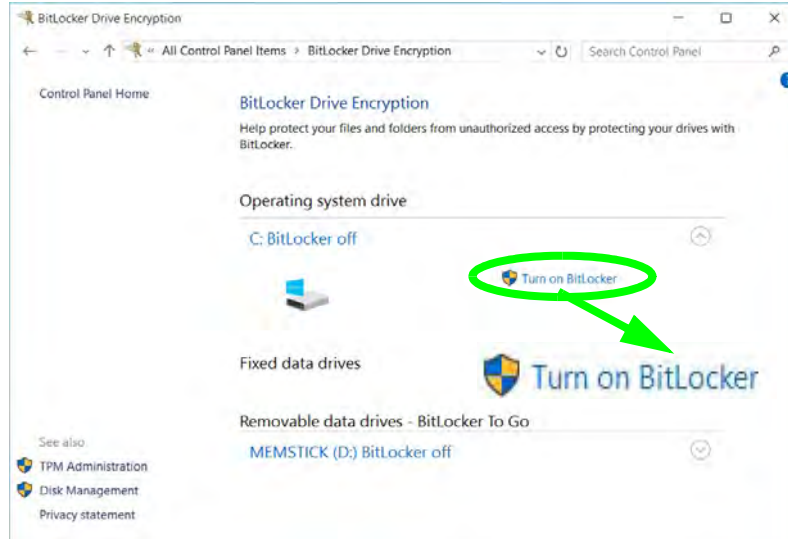 BitLocker Drive Encryption
« All Control Panel Items › BitLocker Drive Encryption
Search Control Panel
Control Panel Home
BitLocker Drive Encryption
Help protect your files and folders from unauthorized access by protecting your drives with
BitLocker.
Operating system drive
C: BitLocker off
Turn on BitLocker
Fixed data drives
Turn on BitLocker
Removable data drives - BitLocker To Go
MEMSTICK (D:) BitLocker off
See also
TPM Administration
Disk Management
Privacy statement